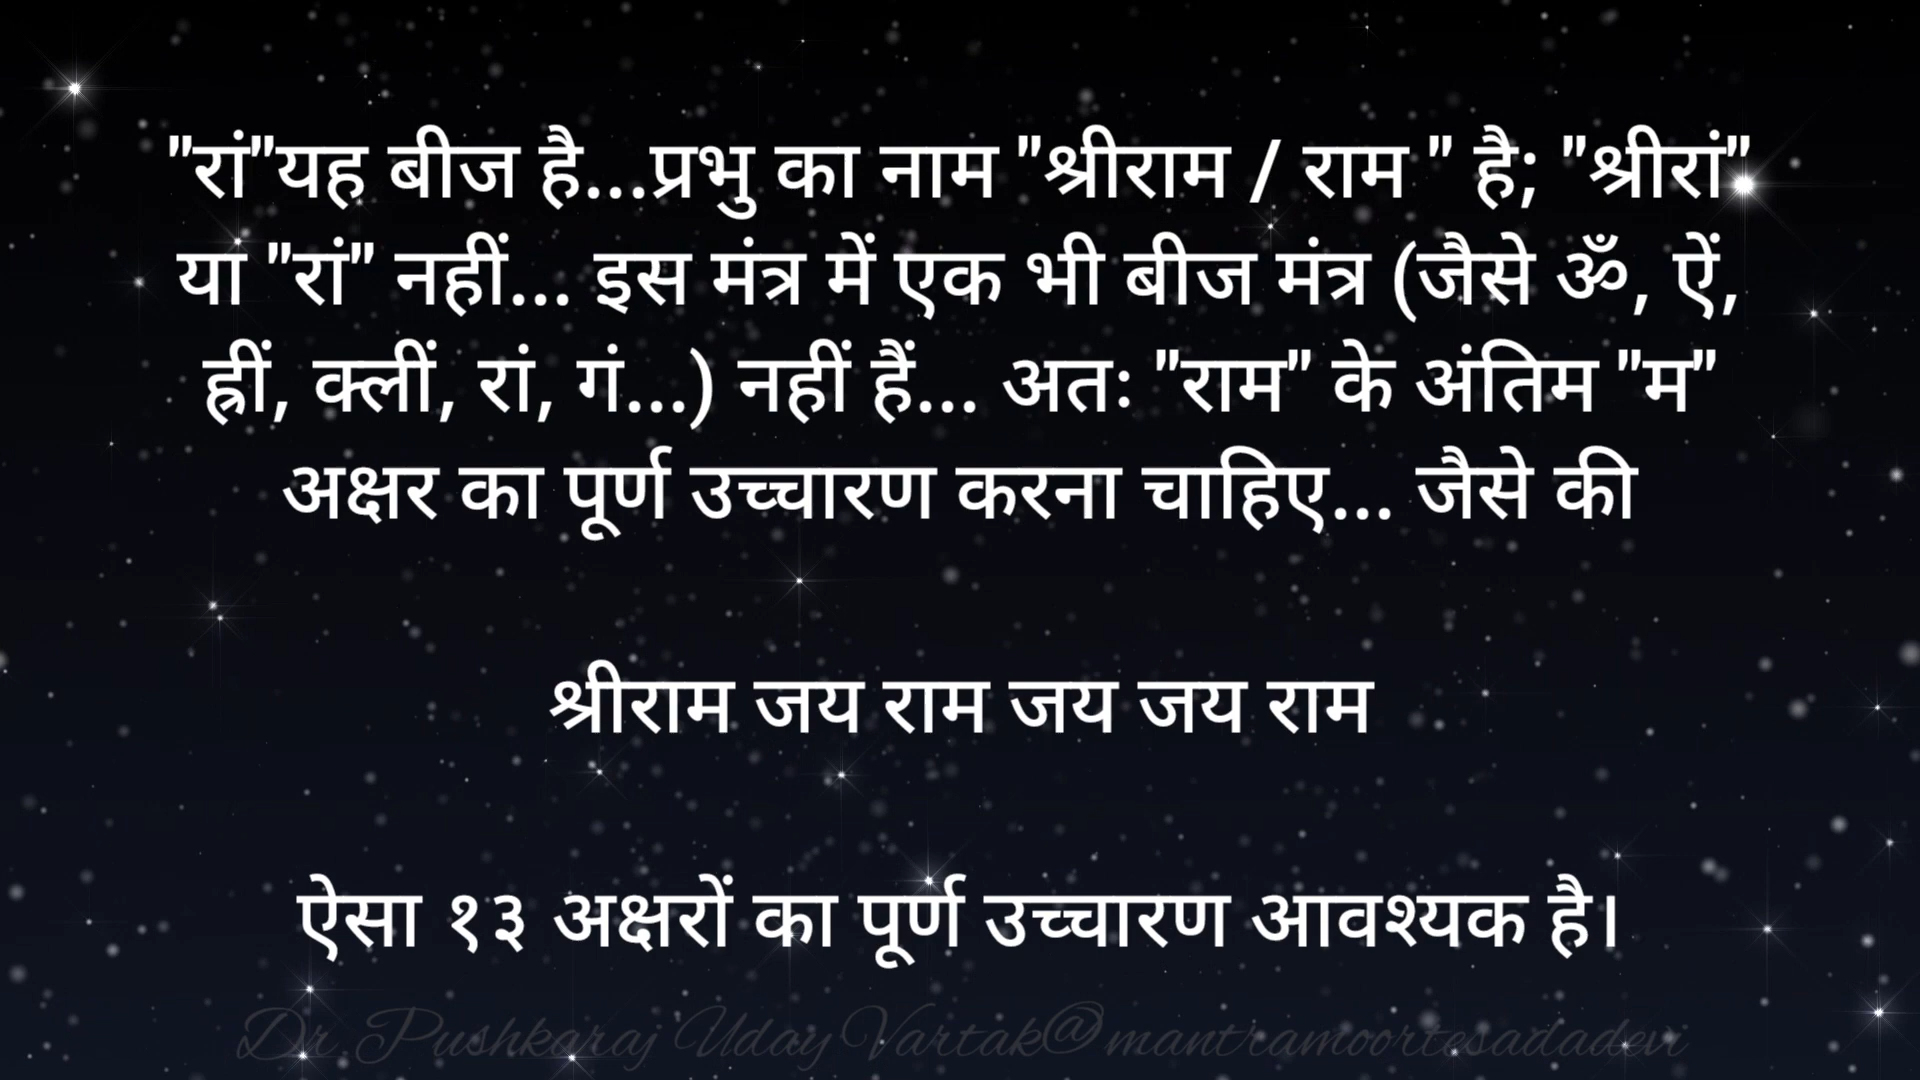 "रां"यह बीज है...प्रभु का नाम "श्रीराम / राम " है; "श्रीरां"
या "रां" नहीं... इस मंत्र में एक भी बीज मंत्र (जैसे ॐ, ऐं,
ह्रीं, क्लीं, रां, गं...) नहीं हैं... अतः "राम" के अंतिम "म"
अक्षर का पूर्ण उच्चारण करना चाहिए... जैसे की
श्रीराम जय राम जय जय राम
ऐसा १३ अक्षरों का पूर्ण उच्चारण आवश्यक है।
Dr. Pushkaraj Uday Vartak@mantramoortesadadevi